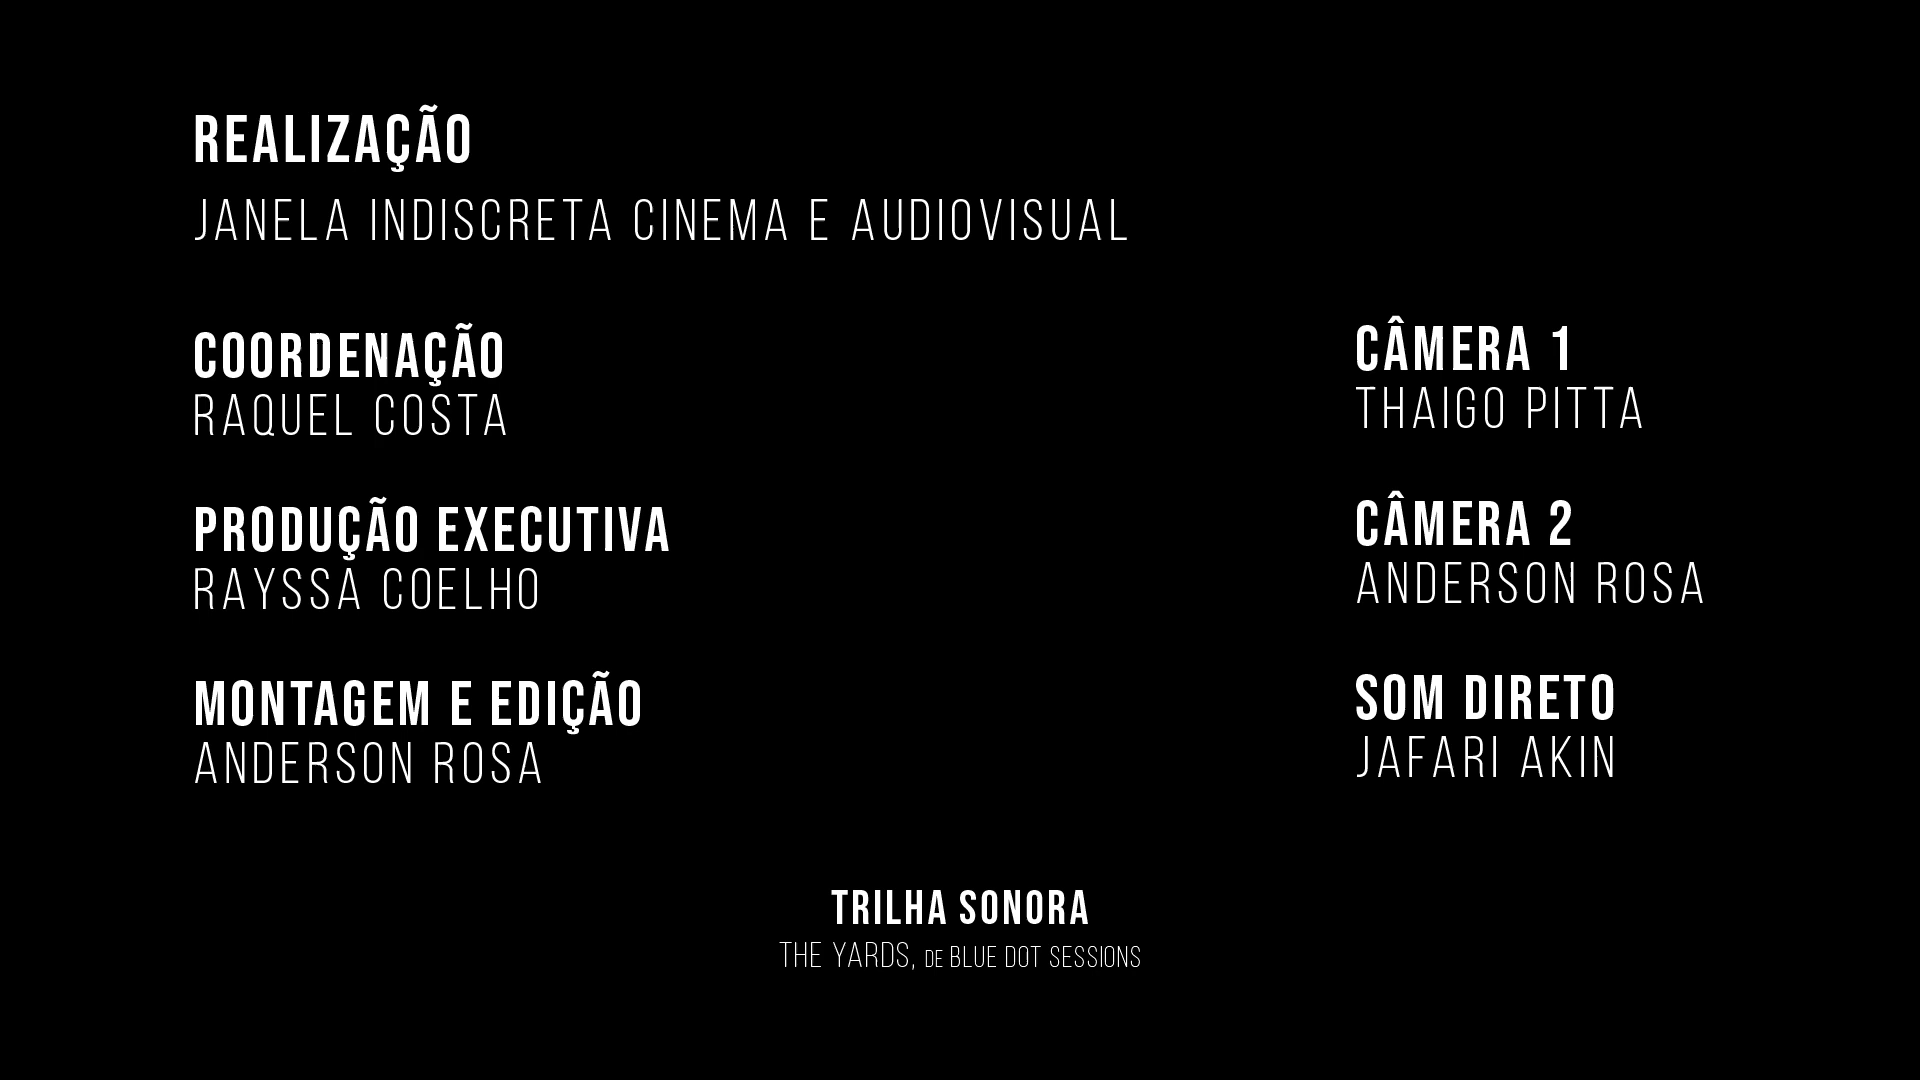 REALIZAÇÃO
JANELA INDISCRETA CINEMA E AUDIOVISUAL
COORDENAÇÃO
RAQUEL COSTA
PRODUÇÃO EXECUTIVA
RAYSSA COELHO
MONTAGEM E EDIÇÃO
ANDERSON ROSA
CÂMERA 1
THAIGO PITTA
CÂMERA 2
ANDERSON ROSA
SOM DIRETO
JAFARI AKIN
TRILHA SONORA
THE YARDS, DE BLUE DOT SESSIONS